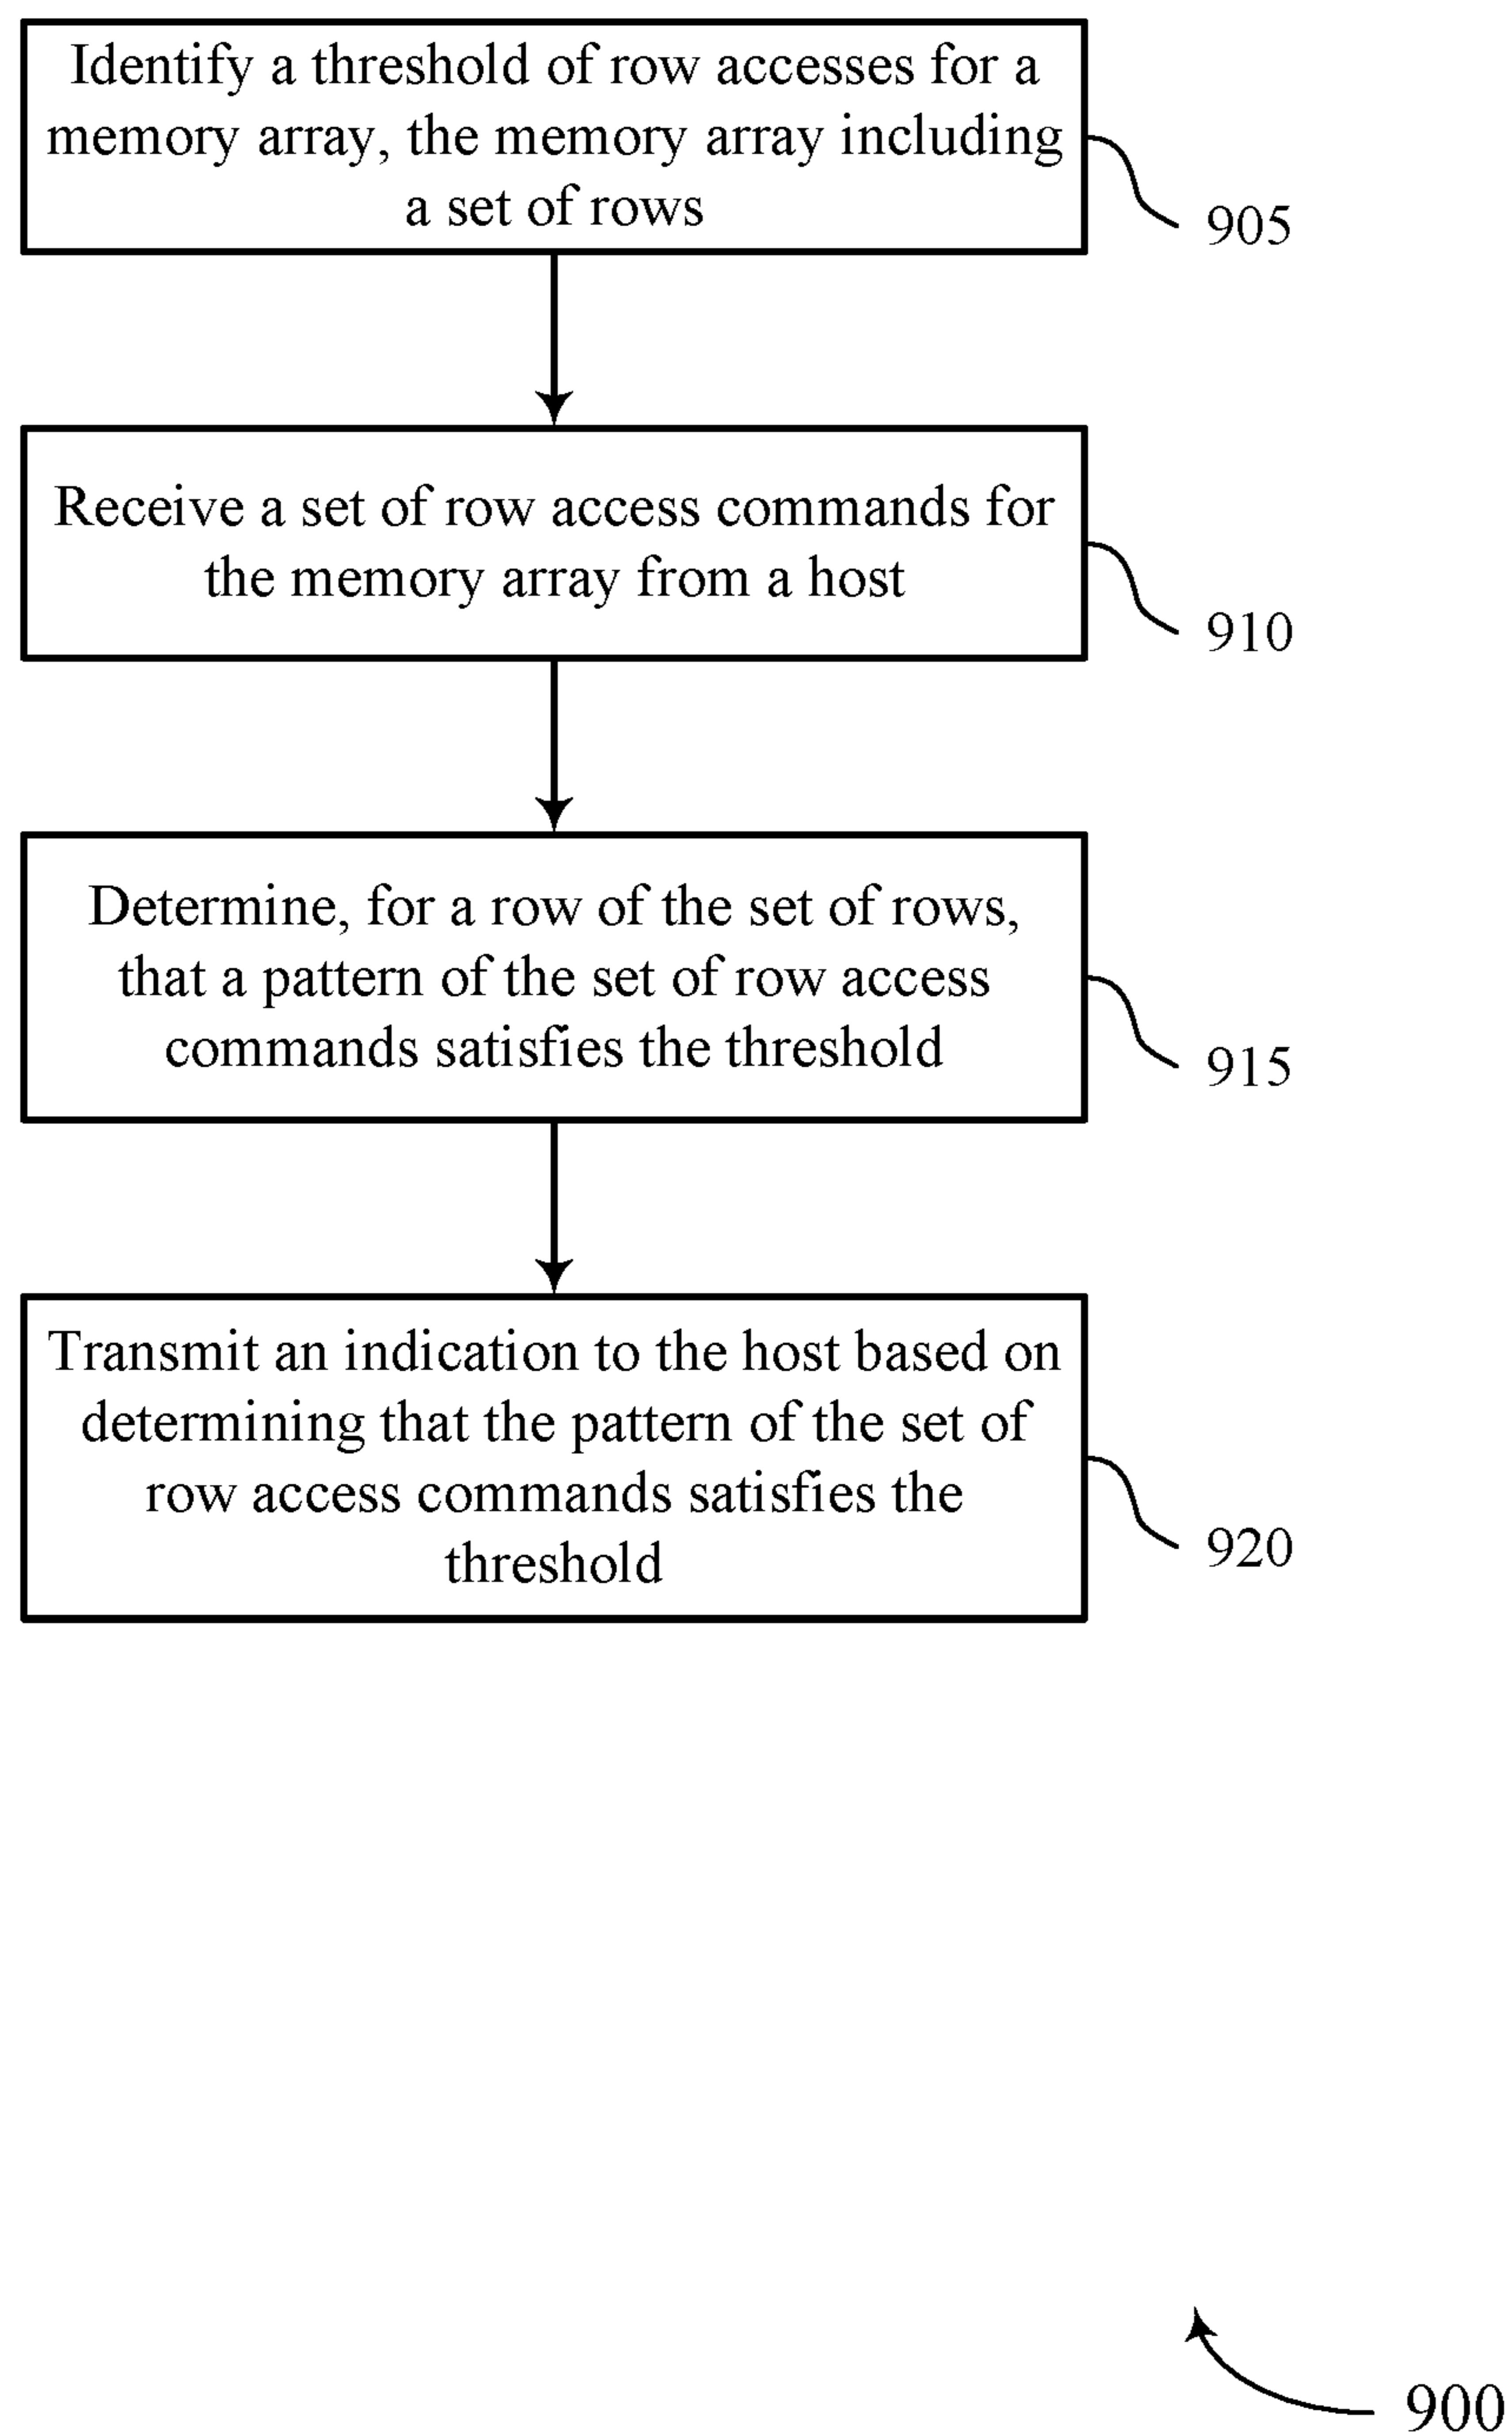 Identify a threshold of row accesses for a
memory array, the memory array including
a set of rows
905
Receive a set of row access commands for
the memory array from a host
910
Determine, for a row of the set of rows,
that a pattern of the set of row access
commands satisfies the threshold
915
Transmit an indication to the host based on
determining that the pattern of the set of
row access commands satisfies the
threshold
920
900